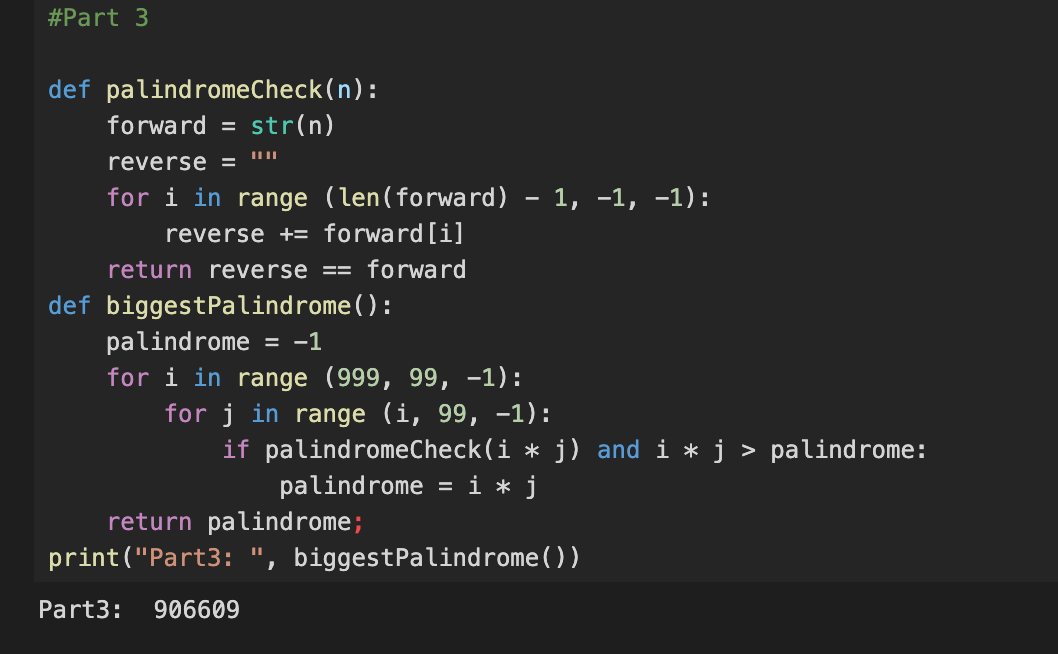 #Part 3
def palindromeCheck(n):
    forward = str(n)
    reverse = ""
    for i in range (len(forward) - 1, -1, -1):
        reverse += forward[i]
    return reverse == forward
def biggestPalindrome():
    palindrome = -1
    for i in range (999, 99, -1):
        for j in range (i, 99, -1):
            if palindromeCheck(i * j) and i * j > palindrome:
                palindrome = i * j
    return palindrome;
print("Part3: ", biggestPalindrome())
Part3:  906609